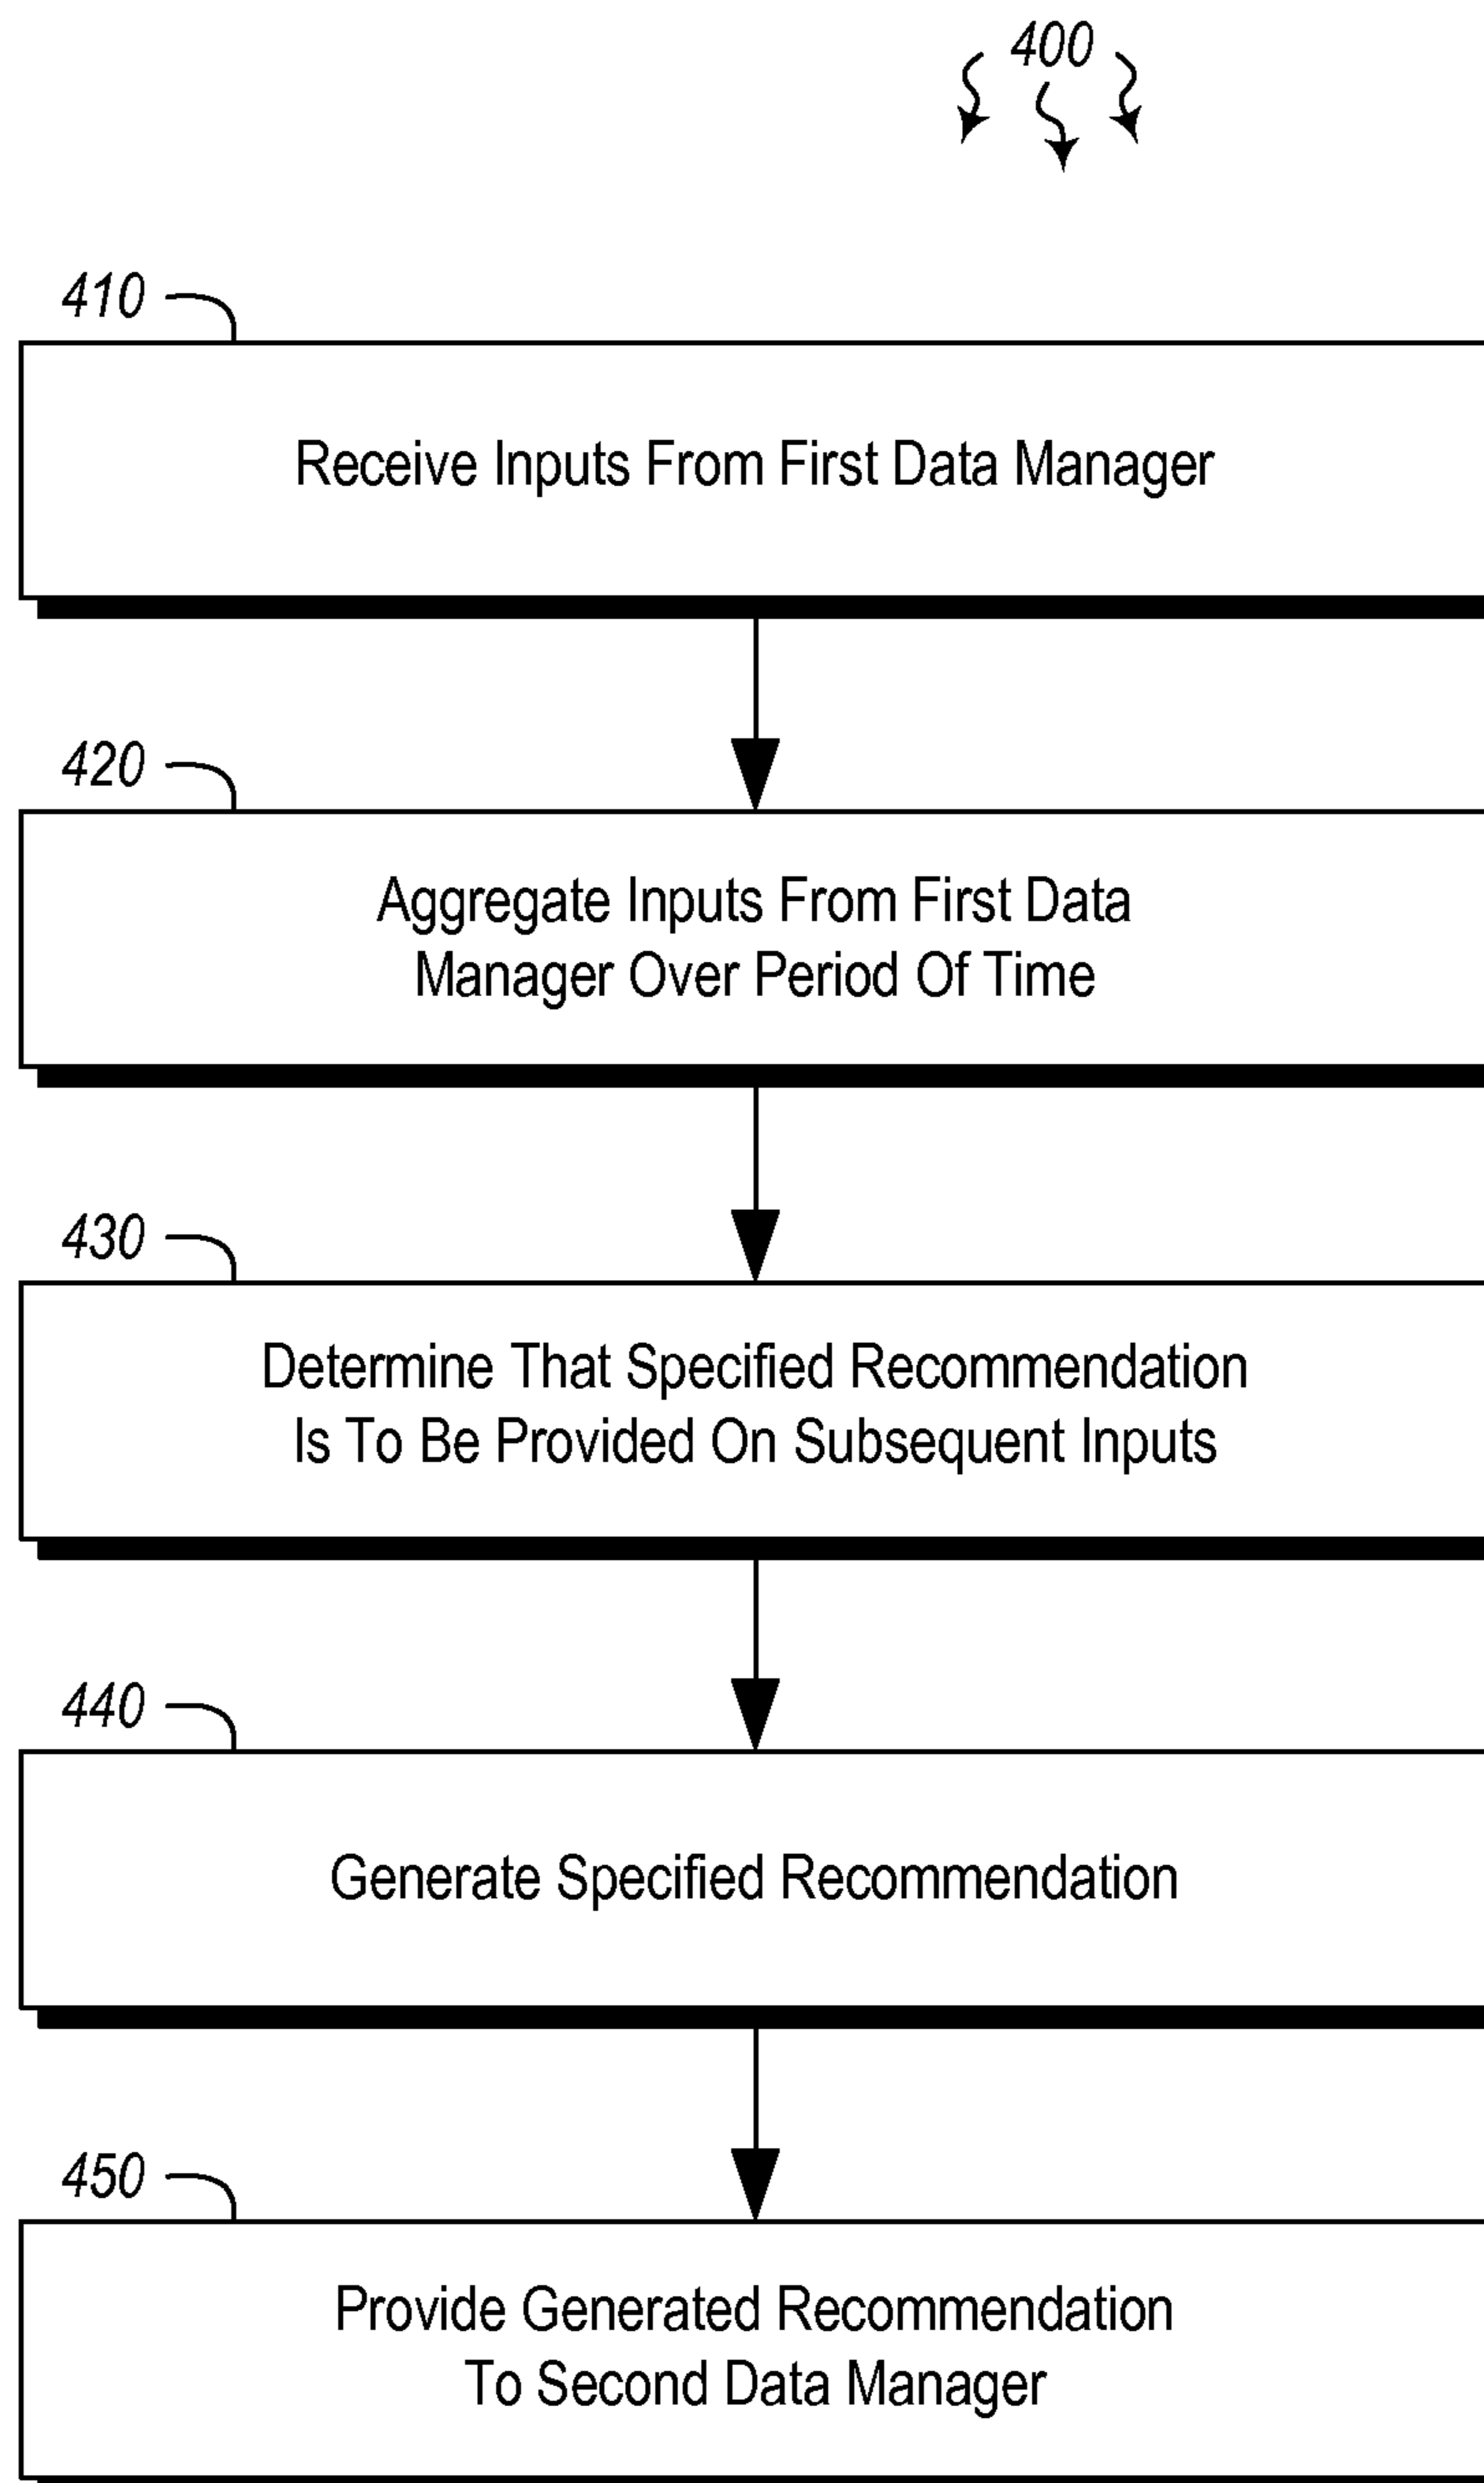 400
410
Receive Inputs From First Data Manager
420
Aggregate Inputs From First Data
Manager Over Period Of Time
430
Determine That Specified Recommendation
Is To Be Provided On Subsequent Inputs
440
Generate Specified Recommendation
450
Provide Generated Recommendation
To Second Data Manager